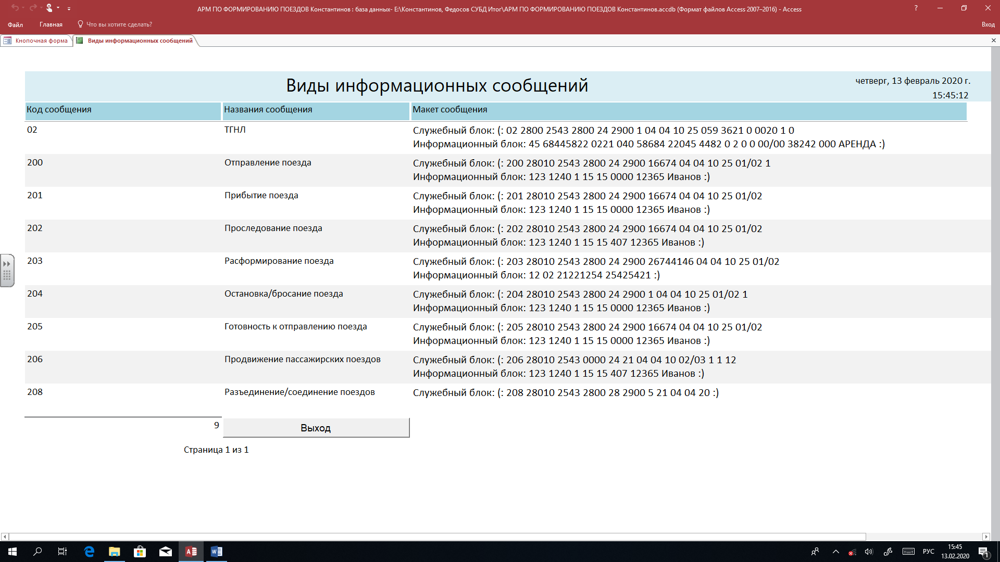 АРМ ПО ФОРМИРОВАНИЮ ПОЕЗДОВ Константинов : база данных- E:\Константинов, Федосов СУБД Итог\АРМ ПО ФОРМИРОВАНИЮ ПОЕЗДОВ Константинов.accdb (Формат файлов Access 2007–2016) - Access
Файл Главная Что вы хотите сделать? Вход
Кнопочная форма Виды информационных сообщений
Виды информационных сообщений
четверг, 13 февраль 2020 г.
15:45:12
Код сообщения Названия сообщения Макет сообщения
02 ТГНЛ Служебный блок: (: 02 2800 2543 2800 24 2900 1 04 04 10 25 059 3621 0 0020 1 0
Информационный блок: 45 68445822 0221 040 58684 22045 4482 0 2 0 0 00/00 38242 000 АРЕНДА :)
200 Отправление поезда Служебный блок: (: 200 28010 2543 2800 24 2900 16674 04 04 10 25 01/02 1
Информационный блок: 123 1240 1 15 15 0000 12365 Иванов :)
201 Прибытие поезда Служебный блок: (: 201 28010 2543 2800 24 2900 16674 04 04 10 25 01/02
Информационный блок: 123 1240 1 15 15 0000 12365 Иванов :)
202 Проследование поезда Служебный блок: (: 202 28010 2543 2800 24 2900 16674 04 04 10 25 01/02
Информационный блок: 123 1240 1 15 15 407 12365 Иванов :)
203 Расформирование поезда Служебный блок: (: 203 28010 2543 2800 24 2900 26744146 04 04 10 25 01/02
Информационный блок: 12 02 21221254 25425421 :)
204 Остановка/бросание поезда Служебный блок: (: 204 28010 2543 2800 24 2900 1 04 04 10 25 01/02 1
Информационный блок: 123 1240 1 15 15 0000 12365 Иванов :)
205 Готовность к отправлению поезда Служебный блок: (: 205 28010 2543 2800 24 2900 16674 04 04 10 25 01/02
Информационный блок: 123 1240 1 15 15 0000 12365 Иванов :)
206 Продвижение пассажирских поездов Служебный блок: (: 206 28010 2543 0000 24 21 04 04 10 02/03 1 1 12
Информационный блок: 123 1240 1 15 15 407 12365 Иванов :)
208 Разъединение/соединение поездов Служебный блок: (: 208 28010 2543 2800 28 2900 5 21 04 04 20 :)
9 Выход
Страница 1 из 1
РУС 15:45
13.02.2020
1